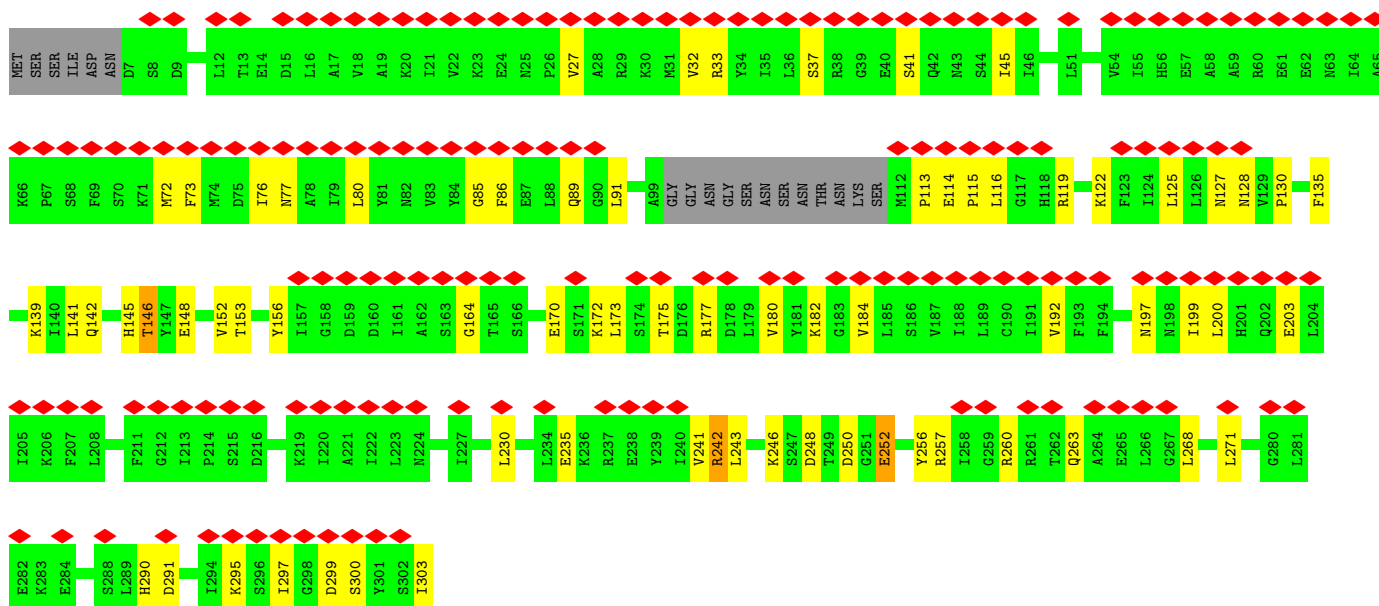 MET SER SER ILE ASP ASN D7 S8 D9 L12 T13 E14 D15 L16 A17 V18 A19 K20 I21 V22 K23 E24 N25 P26 V27 A28 R29 K30 M31 V32 R33 Y34 I35 L36 S37 R38 G39 E40 S41 Q42 N43 S44 I45 I46 L51 V54 I55 H56 E57 A58 A59 R60 E61 E62 N63 I64 A65
K66 P67 S68 F69 S70 K71 M72 F73 M74 D75 I76 N77 A78 I79 L80 Y81 N82 V83 Y84 G85 F86 E87 L88 Q89 G90 L91 A99 GLY GLY ASN GLY SER ASN SER ASN THR ASN LYS SER M112 P113 E114 P115 L116 G117 H118 R119 K122 F123 I124 L125 L126 N127 N128 V129 P130 F135
K139 I140 L141 Q142 H145 T146 Y147 E148 V152 T153 Y156 I157 G158 D159 D160 I161 A162 S163 G164 T165 S166 E170 S171 K172 L173 S174 T175 D176 R177 D178 L179 V180 Y181 K182 G183 V184 L185 S186 V187 I188 L189 C190 I191 V192 F193 F194 N197 N198 I199 L200 H201 Q202 E203 L204
I205 K206 F207 L208 F211 G212 I213 P214 S215 D216 K219 I220 A221 I222 L223 N224 I227 L230 L234 E235 K236 R237 E238 Y239 I240 V241 R242 L243 K246 S247 D248 T249 D250 G251 E252 Y256 R257 I258 G259 R260 R261 T262 Q263 A264 E265 L266 G267 L268 L271 G280 L281
E282 K283 E284 S288 L289 H290 D291 I294 K295 S296 I297 G298 D299 S300 Y301 S302 I303